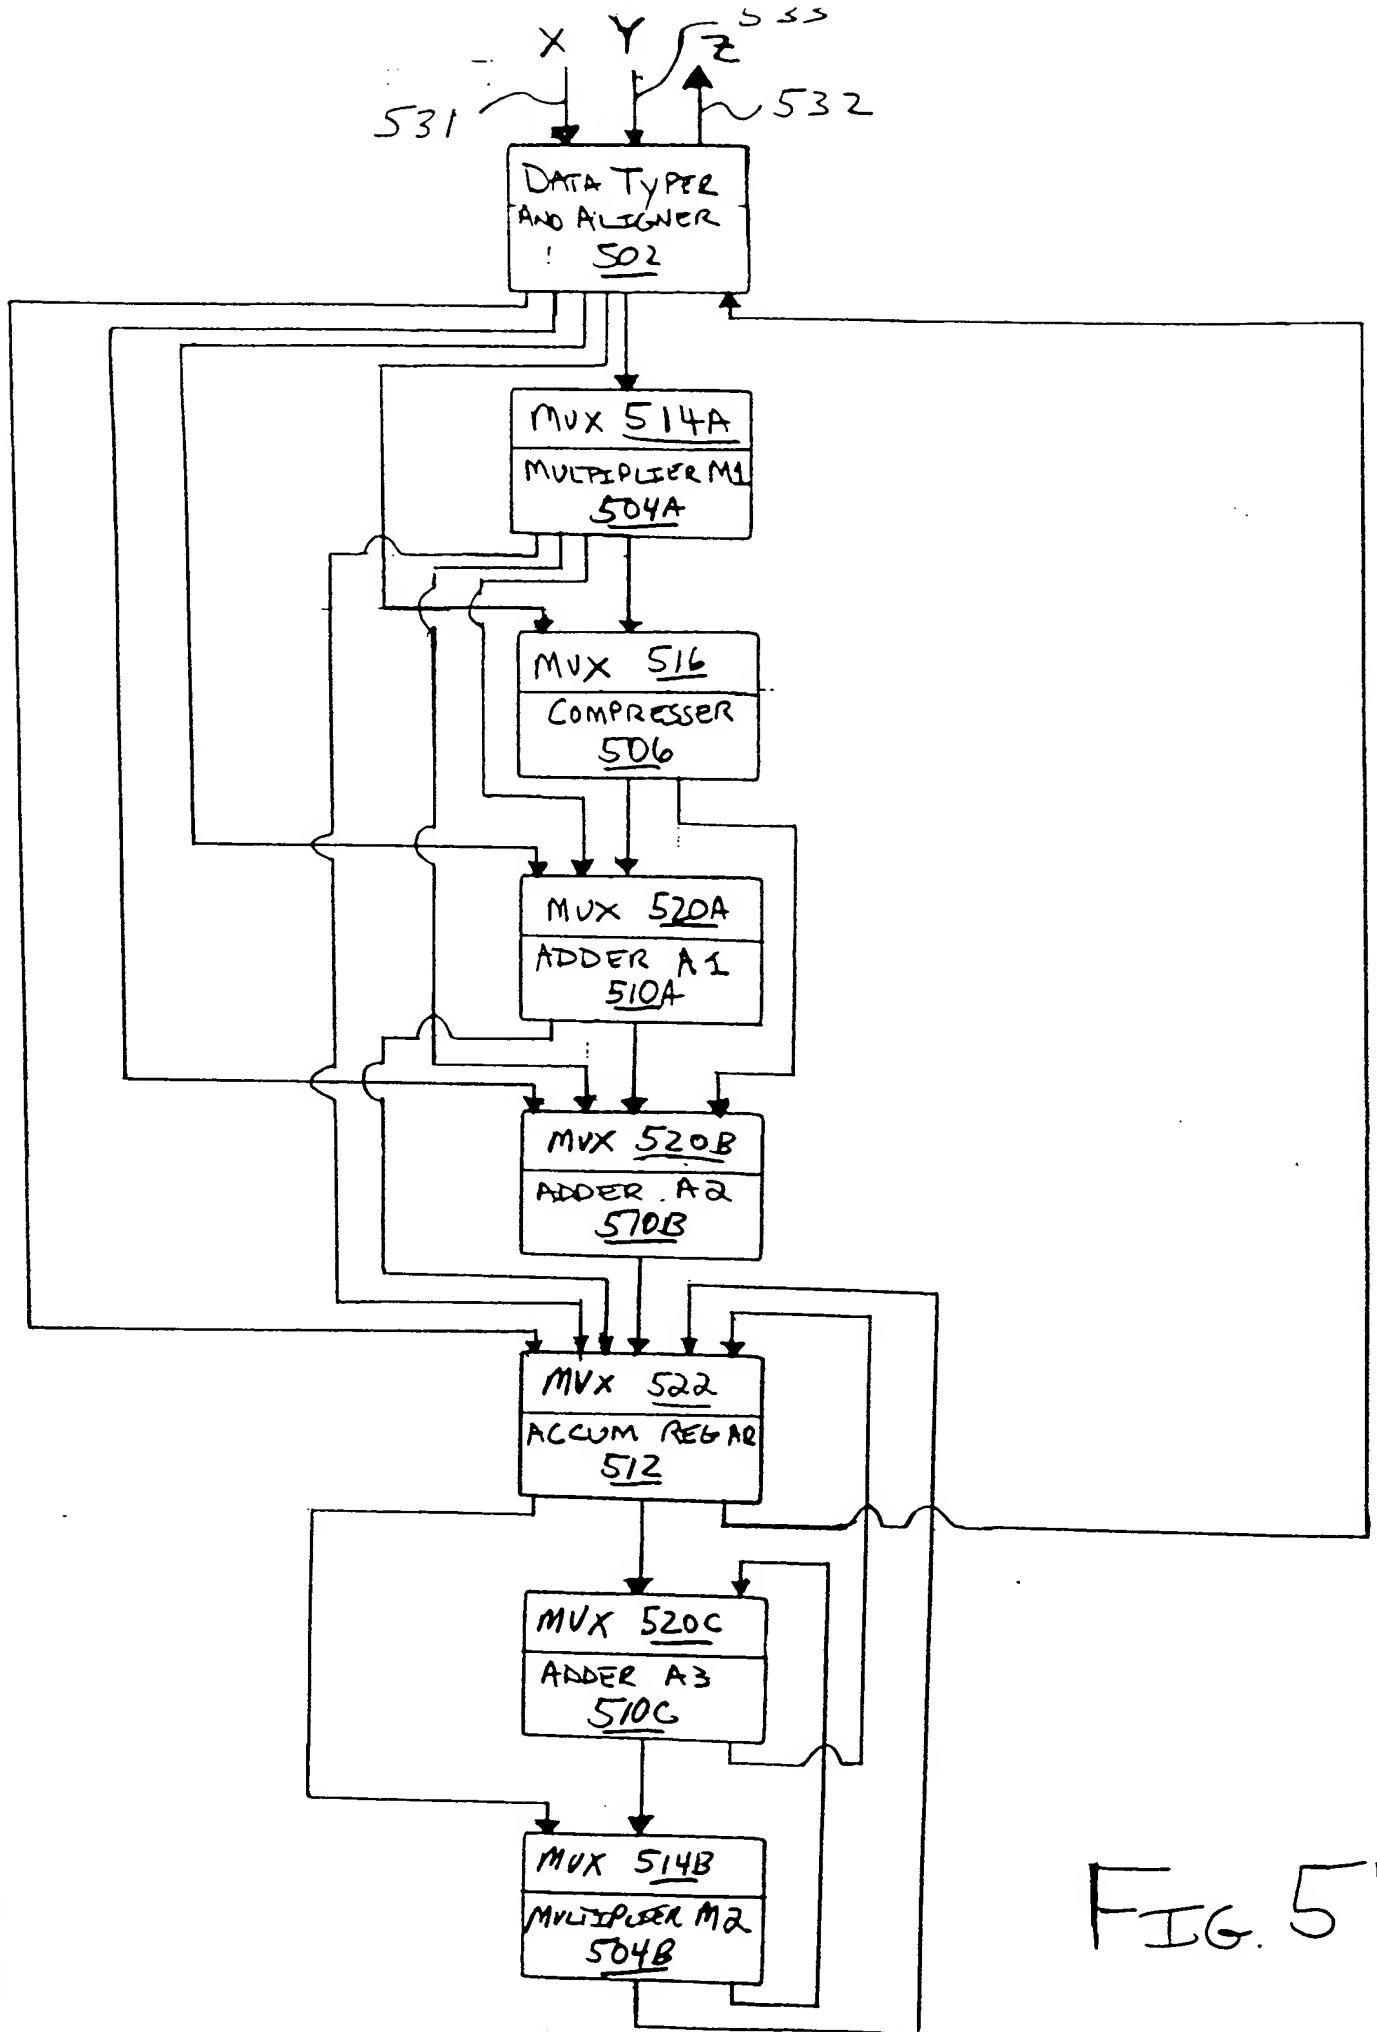 533
X Y Z
531
532
DATA TYPER
AND ALIGNER
502
MUX 514A
MULTIPLIER M1
504A
MUX 516
COMPRESSER
506
MUX 520A
ADDER A1
510A
MUX 520B
ADDER A2
510B
MUX 522
ACCUM REG AR
512
MUX 520C
ADDER A3
510C
MUX 514B
MULTIPLIER M2
504B
FIG. 5